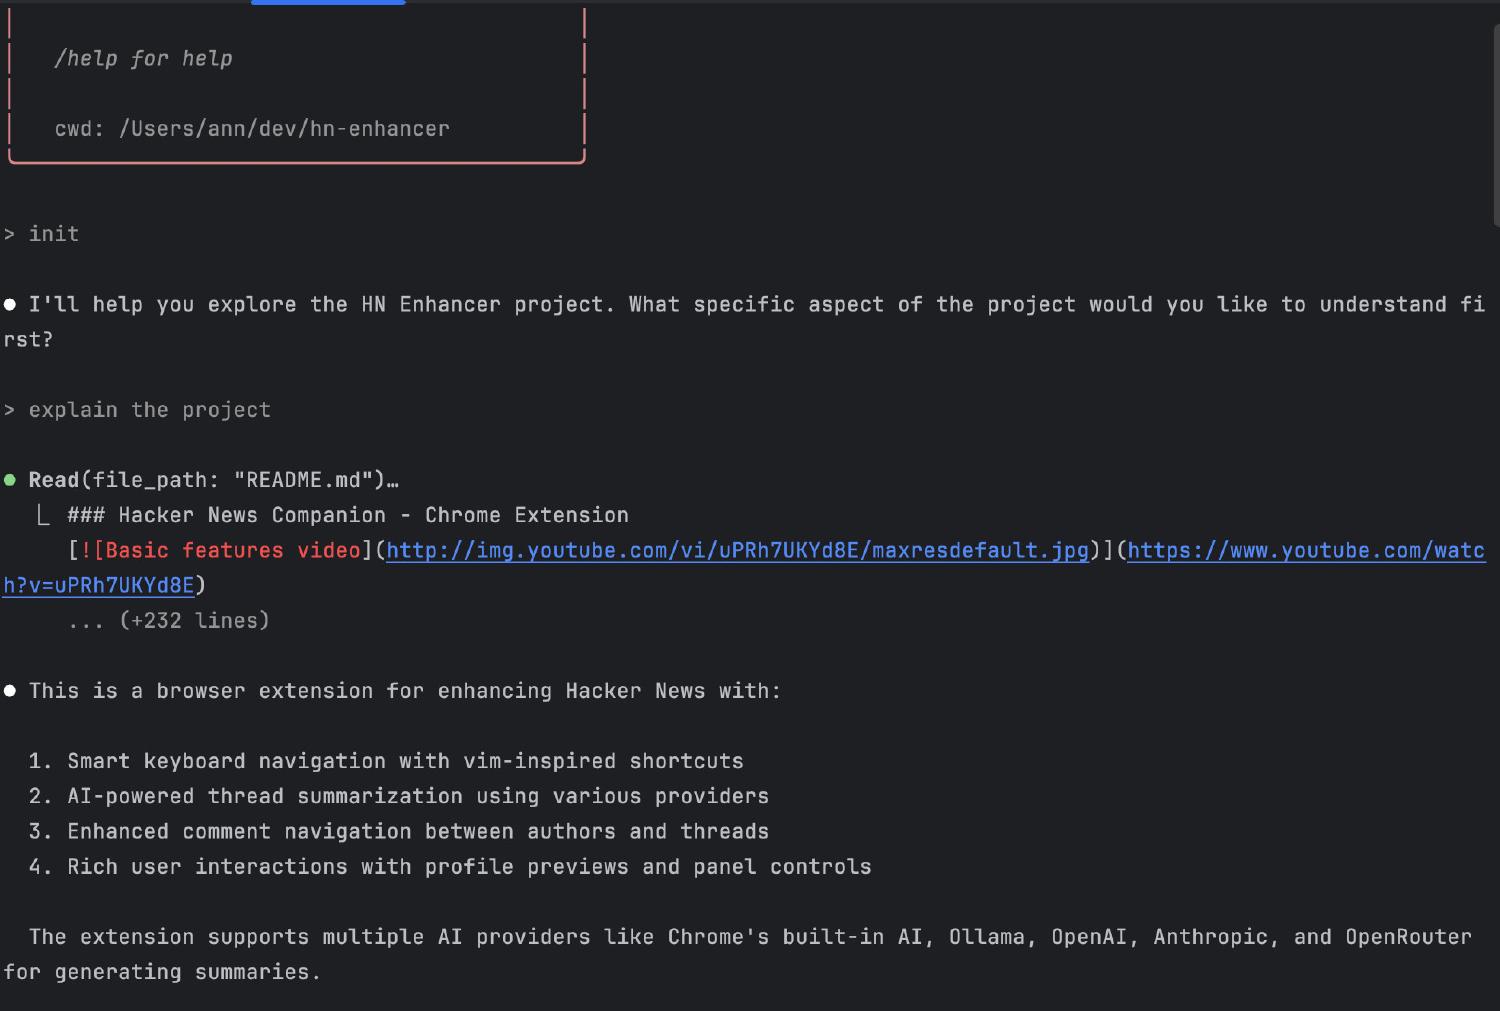 /help for help
cwd: /Users/ann/dev/hn-enhancer
> init
● I'll help you explore the HN Enhancer project. What specific aspect of the project would you like to understand fi
rst?
> explain the project
● Read(file_path: "README.md")…
⎿ ### Hacker News Companion - Chrome Extension
[![Basic features video](http://img.youtube.com/vi/uPRh7UKYd8E/maxresdefault.jpg)](https://www.youtube.com/watc
h?v=uPRh7UKYd8E)
... (+232 lines)
● This is a browser extension for enhancing Hacker News with:
1. Smart keyboard navigation with vim-inspired shortcuts
2. AI-powered thread summarization using various providers
3. Enhanced comment navigation between authors and threads
4. Rich user interactions with profile previews and panel controls
The extension supports multiple AI providers like Chrome's built-in AI, Ollama, OpenAI, Anthropic, and OpenRouter
for generating summaries.